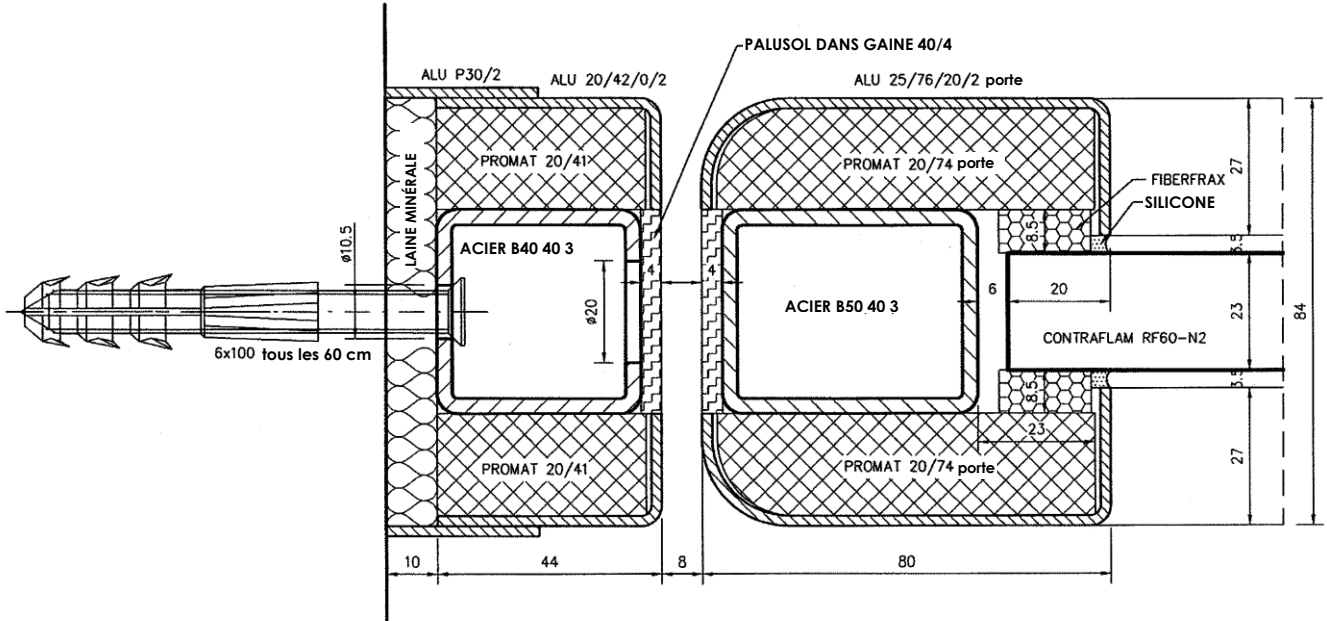 PALUSOL DANS GAINE 40/4
ALU P30/2
ALU 20/42/0/2
ALU 25/76/20/2 porte
LAINE MINÉRALE
PROMAT 20/41
PROMAT 20/74 porte
27
FIBERFRAX
SILICONE
8.5
3.5
ø10.5
ACIER B40 40 3
ø20
4
4
ACIER B50 40 3
6
20
23
84
CONTRAFLAM RF60-N2
6x100 tous les 60 cm
8.5
3.5
23
PROMAT 20/41
PROMAT 20/74 porte
27
10
44
8
80